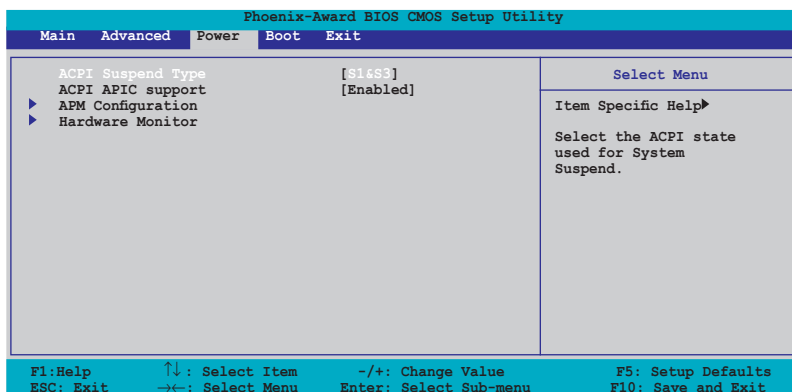 Phoenix-Award BIOS CMOS Setup Utility
Main Advanced Power Boot Exit
ACPI Suspend Type [S1&S3]
ACPI APIC support [Enabled]
APM Configuration
Hardware Monitor
Select Menu
Item Specific Help
Select the ACPI state
used for System
Suspend.
F1:Help ↑↓: Select Item -/+: Change Value F5: Setup Defaults
ESC: Exit →←: Select Menu Enter: Select Sub-menu F10: Save and Exit